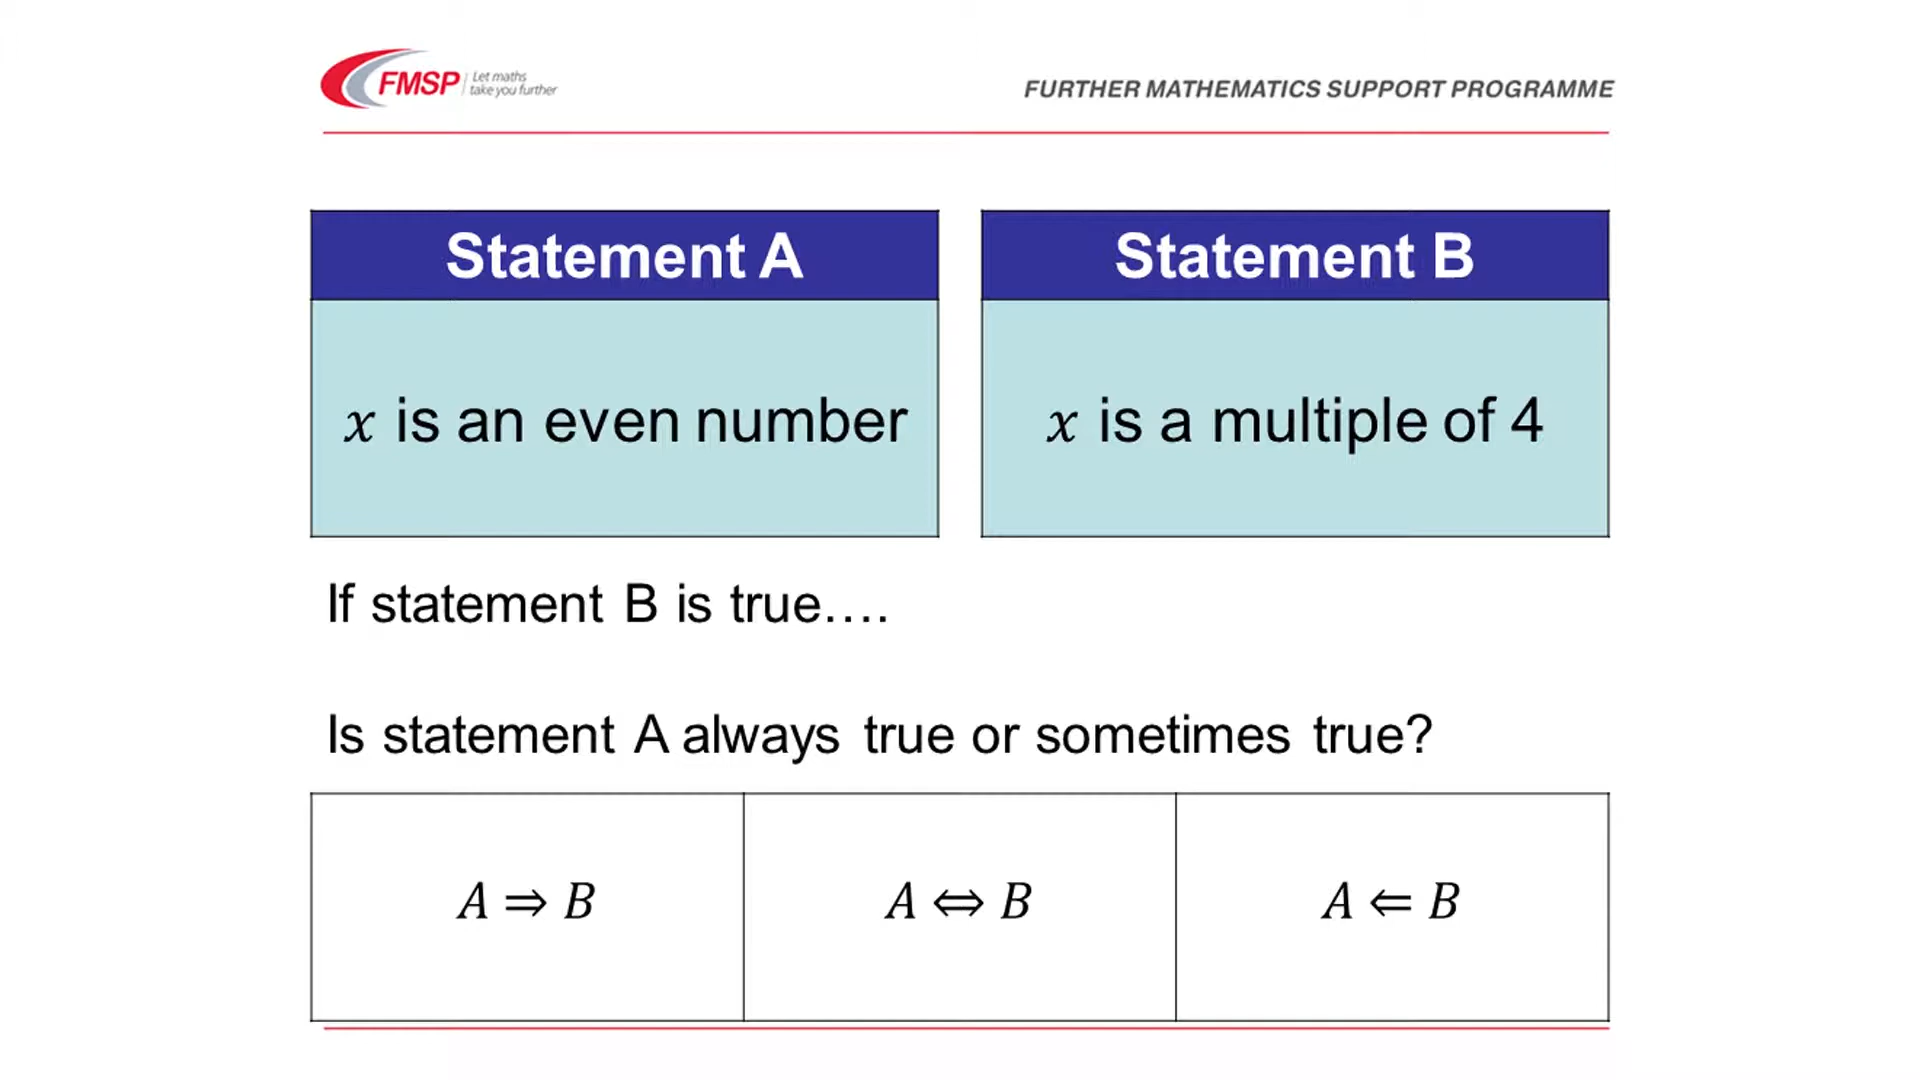 FMSP
Let maths
take you further
FURTHER MATHEMATICS SUPPORT PROGRAMME
Statement A
Statement B
x is an even number
x is a multiple of 4
If statement B is true....
Is statement A always true or sometimes true?
A ⇒ B
A ⇔ B
A ⇐ B